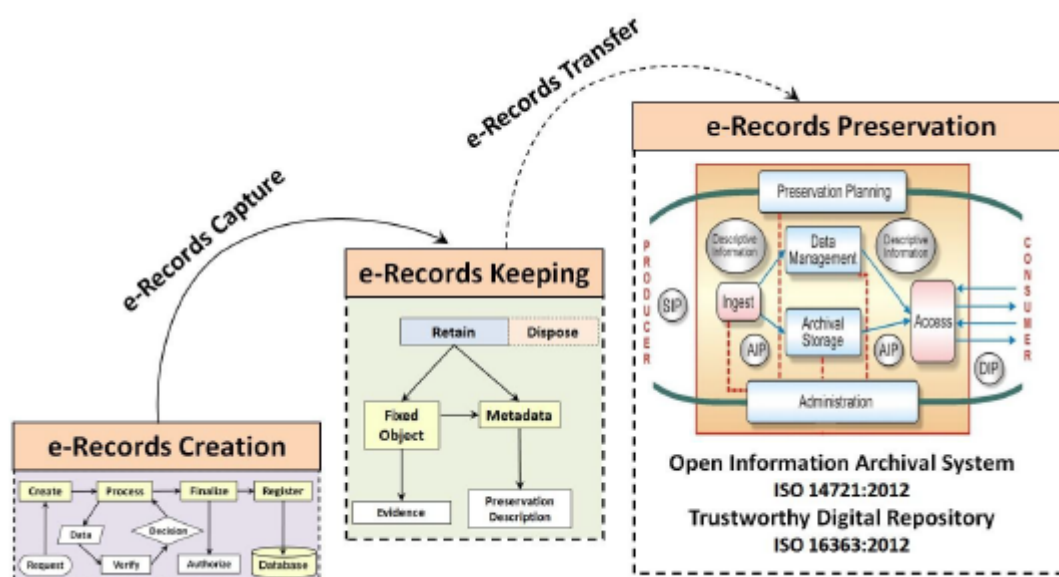 e-Records Capture
e-Records Transfer
e-Records Creation
Create
Process
Finalize
Register
Data
Decision
Request
Verify
Authorize
Database
e-Records Keeping
Retain
Dispose
Fixed
Object
Metadata
Evidence
Preservation
Description
e-Records Preservation
Preservation Planning
PRODUCER
CONSUMER
Descriptive
Information
Data
Management
Descriptive
Information
SIP
Ingest
Access
Archival
Storage
AIP
AIP
DIP
Administration
Open Information Archival System
ISO 14721:2012
Trustworthy Digital Repository
ISO 16363:2012